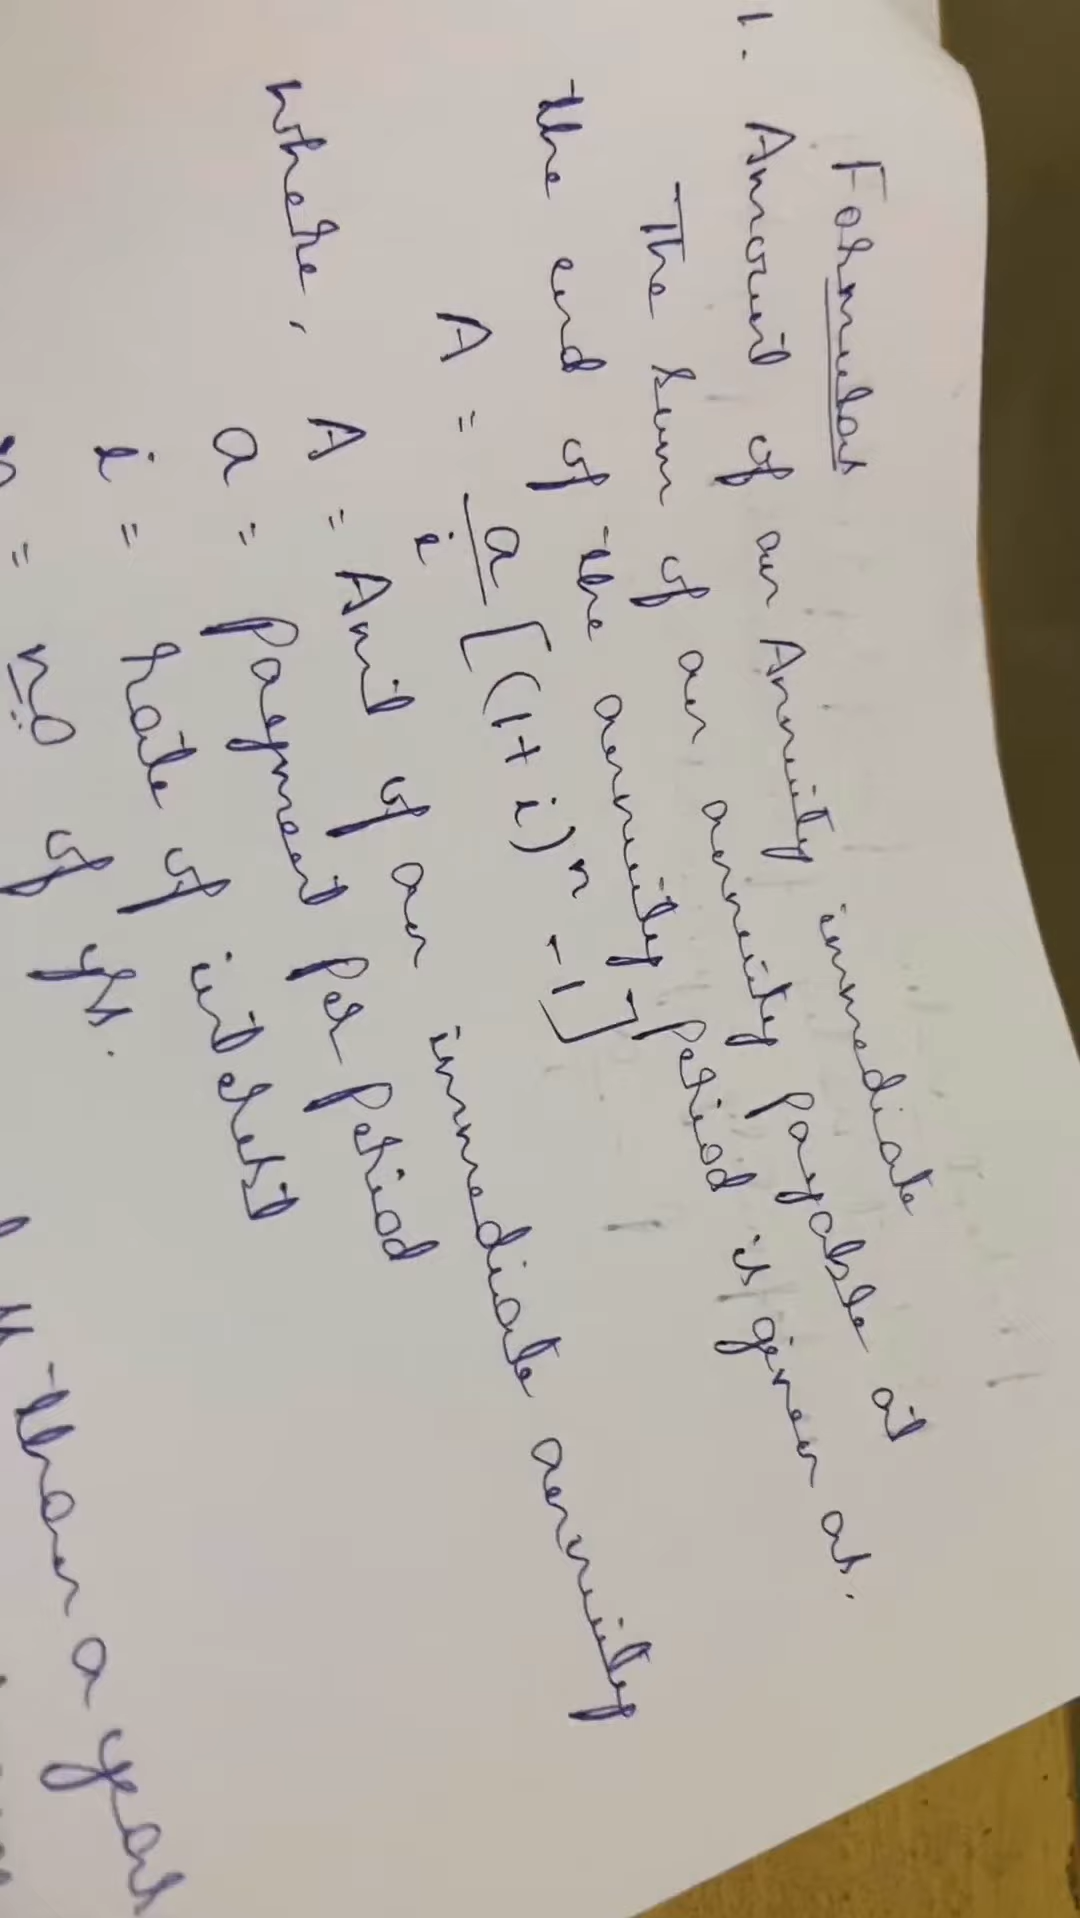 Formulas
1. Amount of an Annuity immediate
The sum of an annuity payable at
the end of the annuity period is given as.
A = a/i [(1+i)^n -1]
where, A = Amt of an immediate annuity
a = Payment per period
i = rate of interest
n = no of yrs.
than a year